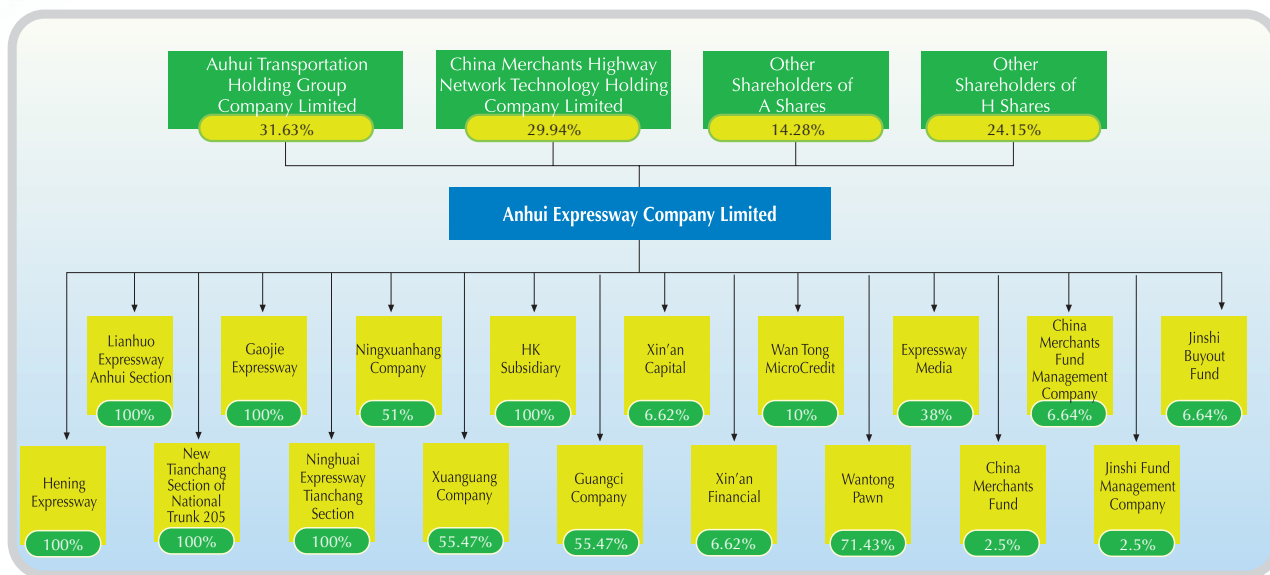 Auhui Transportation
Holding Group
Company Limited
31.63%
China Merchants Highway
Network Technology Holding
Company Limited
29.94%
Other
Shareholders of
A Shares
14.28%
Other
Shareholders of
H Shares
24.15%
Anhui Expressway Company Limited
Lianhuo
Expressway
Anhui Section
100%
Gaojie
Expressway
100%
Ningxuanhang
Company
51%
HK
Subsidiary
100%
Xin'an
Capital
6.62%
Wan Tong
MicroCredit
10%
Expressway
Media
38%
China
Merchants
Fund
Management
Company
6.64%
Jinshi
Buyout
Fund
6.64%
Hening
Expressway
100%
New
Tianchang
Section of
National
Trunk 205
100%
Ninghuai
Expressway
Tianchang
Section
100%
Xuanguang
Company
55.47%
Guangci
Company
55.47%
Xin'an
Financial
6.62%
Wantong
Pawn
71.43%
China
Merchants
Fund
2.5%
Jinshi Fund
Management
Company
2.5%